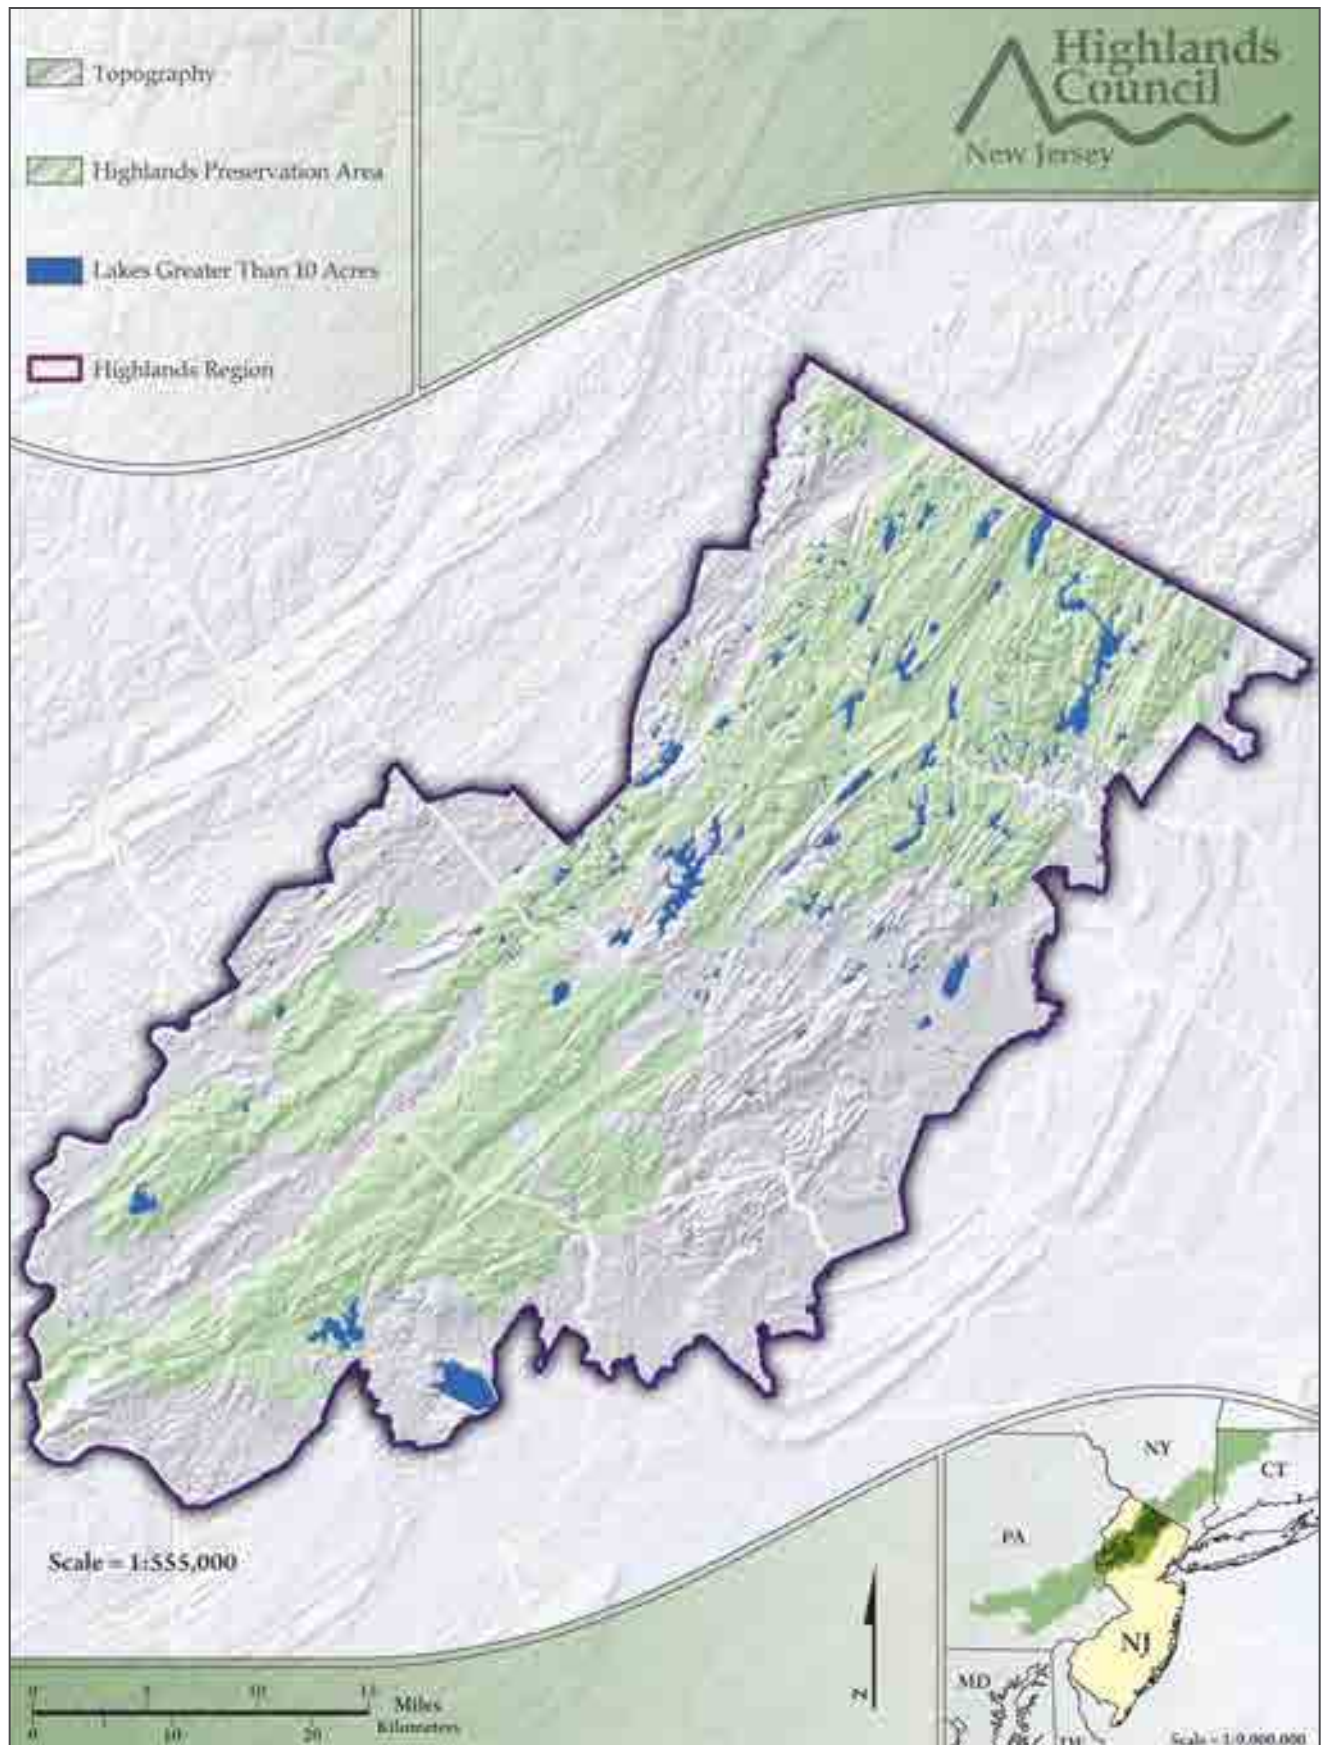 Topography
Highlands Preservation Area
Lakes Greater Than 10 Acres
Highlands Region
Highlands
Council
New Jersey
Scale = 1:555,000
0 5 10 15
Miles
Kilometers
0 10 20
N
NY
CT
PA
NJ
MD